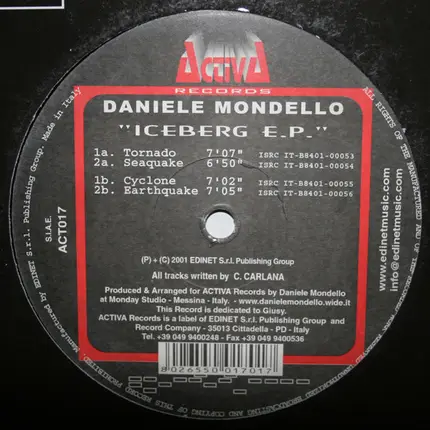 ACTIVA
RECORDS
DANIELE MONDELLO
"ICEBERG E.P."
1a. Tornado 7'07" ISRC IT-B8401-00053
2a. Seaquake 6'50" ISRC IT-B8401-00054
1b. Cyclone 7'02" ISRC IT-B8401-00055
2b. Earthquake 7'05" ISRC IT-B8401-00056
(P) + (C) 2001 EDINET S.r.l. Publishing Group
All tracks written by C. CARLANA
Produced & Arranged for ACTIVA Records by Daniele Mondello
at Monday Studio - Messina - Italy. - www.danielemondello.wide.it
This Record is dedicated to Giusy.
ACTIVA Records is a label of EDINET S.r.l. Publishing Group and
Record Company - 35013 Cittadella - PD - Italy
Tel. +39 049 9400248 - Fax +39 049 9400536
8026550017017
S.I.A.E.
ACT017
www.edinetmusic.com
info@edinetmusic.com
Manufactured by EDINET S.r.l. Publishing Group. Made in Italy
ALL RIGHTS OF THE MANUFACTURER AND OF THE